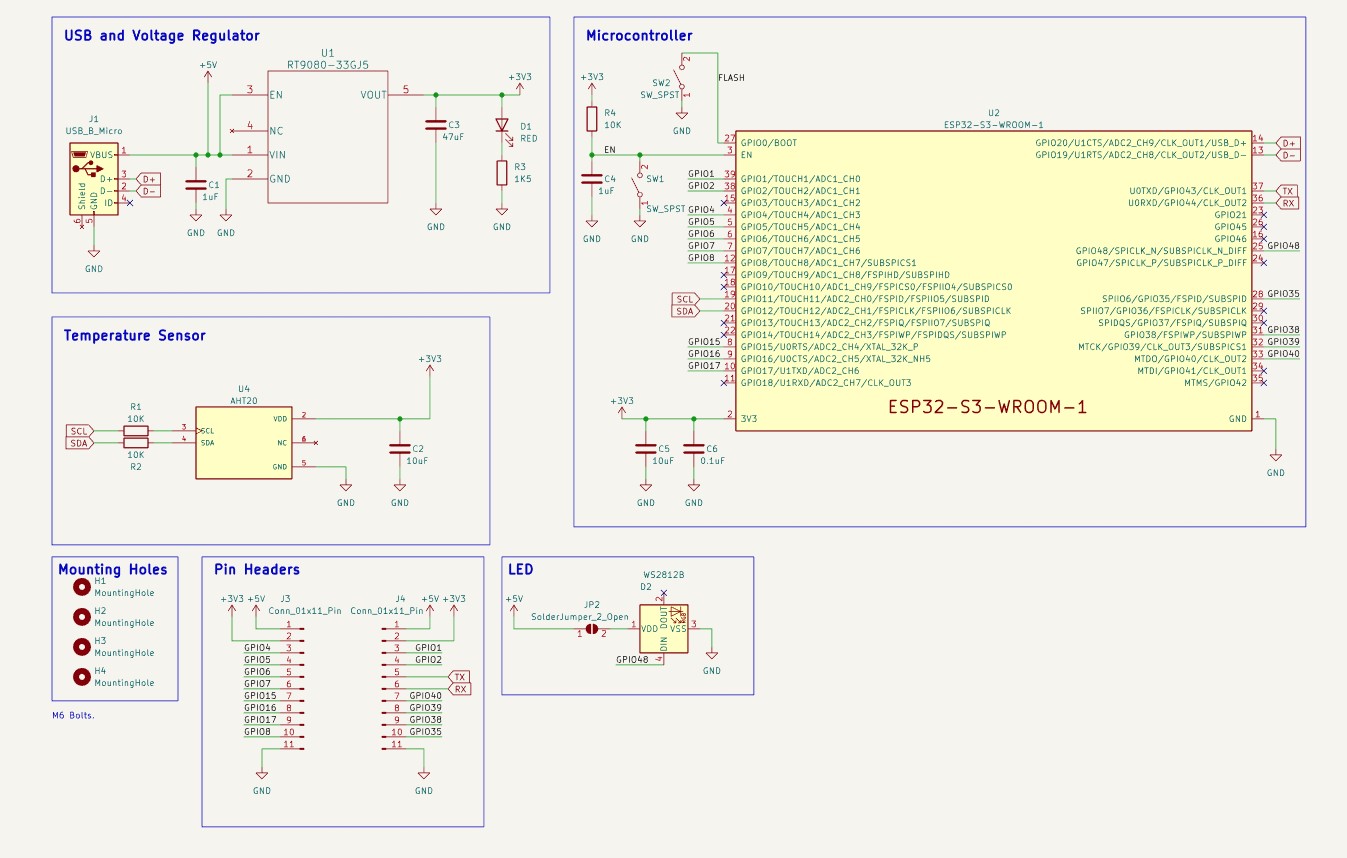 USB and Voltage Regulator
+5V
U1
RT9080-33GJ5
3 EN
VOUT 5
4 NC
1 VIN
2 GND
J1
USB_B_Micro
VBUS 1
D+ 3 D+
D- 2 D-
ID 4
Shield
GND
6
5
GND
C1
1uF
GND
GND
C3
47uF
GND
+3V3
D1
RED
R3
1K5
GND
Microcontroller
+3V3
R4
10K
EN
C4
1uF
GND
SW1
SW_SPST
1
2
GND
SW2
SW_SPST
2
1
GND
FLASH
U2
ESP32-S3-WROOM-1
27 GPIO0/BOOT
3 EN
GPIO1 39 GPIO1/TOUCH1/ADC1_CH0
GPIO2 38 GPIO2/TOUCH2/ADC1_CH1
15 GPIO3/TOUCH3/ADC1_CH2
GPIO4 4 GPIO4/TOUCH4/ADC1_CH3
GPIO5 5 GPIO5/TOUCH5/ADC1_CH4
GPIO6 6 GPIO6/TOUCH6/ADC1_CH5
GPIO7 7 GPIO7/TOUCH7/ADC1_CH6
GPIO8 12 GPIO8/TOUCH8/ADC1_CH7/SUBSPICS1
17 GPIO9/TOUCH9/ADC1_CH8/FSPIHD/SUBSPIHD
18 GPIO10/TOUCH10/ADC1_CH9/FSPICS0/FSPIIO4/SUBSPICS0
SCL 19 GPIO11/TOUCH11/ADC2_CH0/FSPID/FSPIIO5/SUBSPID
SDA 20 GPIO12/TOUCH12/ADC2_CH1/FSPICLK/FSPIIO6/SUBSPICLK
21 GPIO13/TOUCH13/ADC2_CH2/FSPIQ/FSPIIO7/SUBSPIQ
22 GPIO14/TOUCH14/ADC2_CH3/FSPIWP/FSPIDQS/SUBSPIWP
GPIO15 8 GPIO15/U0RTS/ADC2_CH4/XTAL_32K_P
GPIO16 9 GPIO16/U0CTS/ADC2_CH5/XTAL_32K_NH5
GPIO17 10 GPIO17/U1TXD/ADC2_CH6
11 GPIO18/U1RXD/ADC2_CH7/CLK_OUT3
2 3V3
GPIO20/U1CTS/ADC2_CH9/CLK_OUT1/USB_D+ 14 D+
GPIO19/U1RTS/ADC2_CH8/CLK_OUT2/USB_D- 13 D-
U0TXD/GPIO43/CLK_OUT1 37 TX
U0RXD/GPIO44/CLK_OUT2 36 RX
GPIO21 23
GPIO45 26
GPIO46 16
GPIO48/SPICLK_N/SUBSPICLK_N_DIFF 25 GPIO48
GPIO47/SPICLK_P/SUBSPICLK_P_DIFF 24
SPIIO6/GPIO35/FSPID/SUBSPID 28 GPIO35
SPIIO7/GPIO36/FSPICLK/SUBSPICLK 29
SPIDQS/GPIO37/FSPIQ/SUBSPIQ 30
GPIO38/FSPIWP/SUBSPIWP 31 GPIO38
MTCK/GPIO39/CLK_OUT3/SUBSPICS1 32 GPIO39
MTDO/GPIO40/CLK_OUT2 33 GPIO40
MTDI/GPIO41/CLK_OUT1 34
MTMS/GPIO42 35
ESP32-S3-WROOM-1
GND 1
GND
+3V3
C5
10uF
GND
C6
0.1uF
GND
Temperature Sensor
+3V3
U4
AHT20
R1
10K
SCL 3 SCL
SDA 4 SDA
10K
R2
VDD 2
NC 6
GND 5
GND
C2
10uF
GND
Mounting Holes
H1
MountingHole
H2
MountingHole
H3
MountingHole
H4
MountingHole
M6 Bolts.
Pin Headers
+3V3 +5V
J3
Conn_01x11_Pin
1
2
GPIO4 3
GPIO5 4
GPIO6 5
GPIO7 6
GPIO15 7
GPIO16 8
GPIO17 9
GPIO8 10
11
GND
J4
Conn_01x11_Pin
+5V +3V3
1
2
3 GPIO1
4 GPIO2
5 TX
6 RX
7 GPIO40
8 GPIO39
9 GPIO38
10 GPIO35
11
GND
LED
+5V
JP2
SolderJumper_2_Open
1 2
WS2812B
D2
2
DOUT
1 VDD
VSS 3
DIN
4
GPIO48
GND